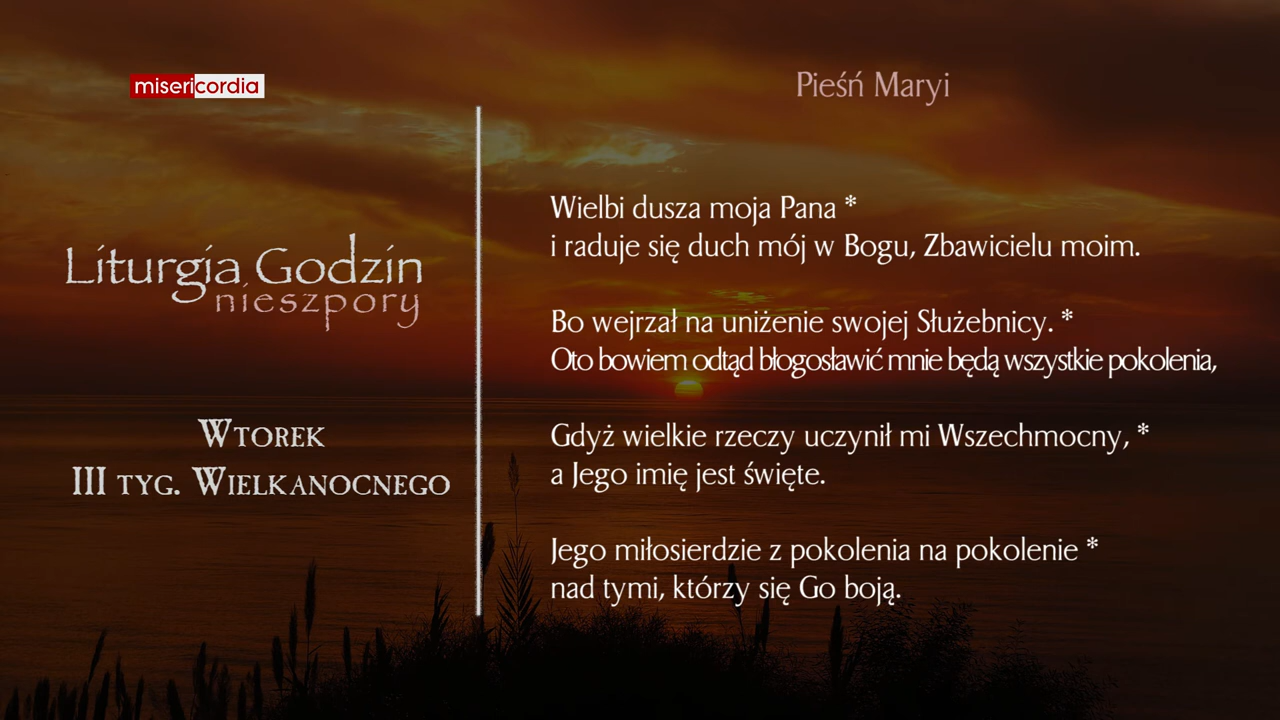 misericordia
Liturgia Godzin
nieszpory
Wtorek
III tyg. Wielkanocnego
Pieśń Maryi
Wielbi dusza moja Pana *
i raduje się duch mój w Bogu, Zbawicielu moim.
Bo wejrzał na uniżenie swojej Służebnicy. *
Oto bowiem odtąd błogosławić mnie będą wszystkie pokolenia,
Gdyż wielkie rzeczy uczynił mi Wszechmocny, *
a Jego imię jest święte.
Jego miłosierdzie z pokolenia na pokolenie *
nad tymi, którzy się Go boją.